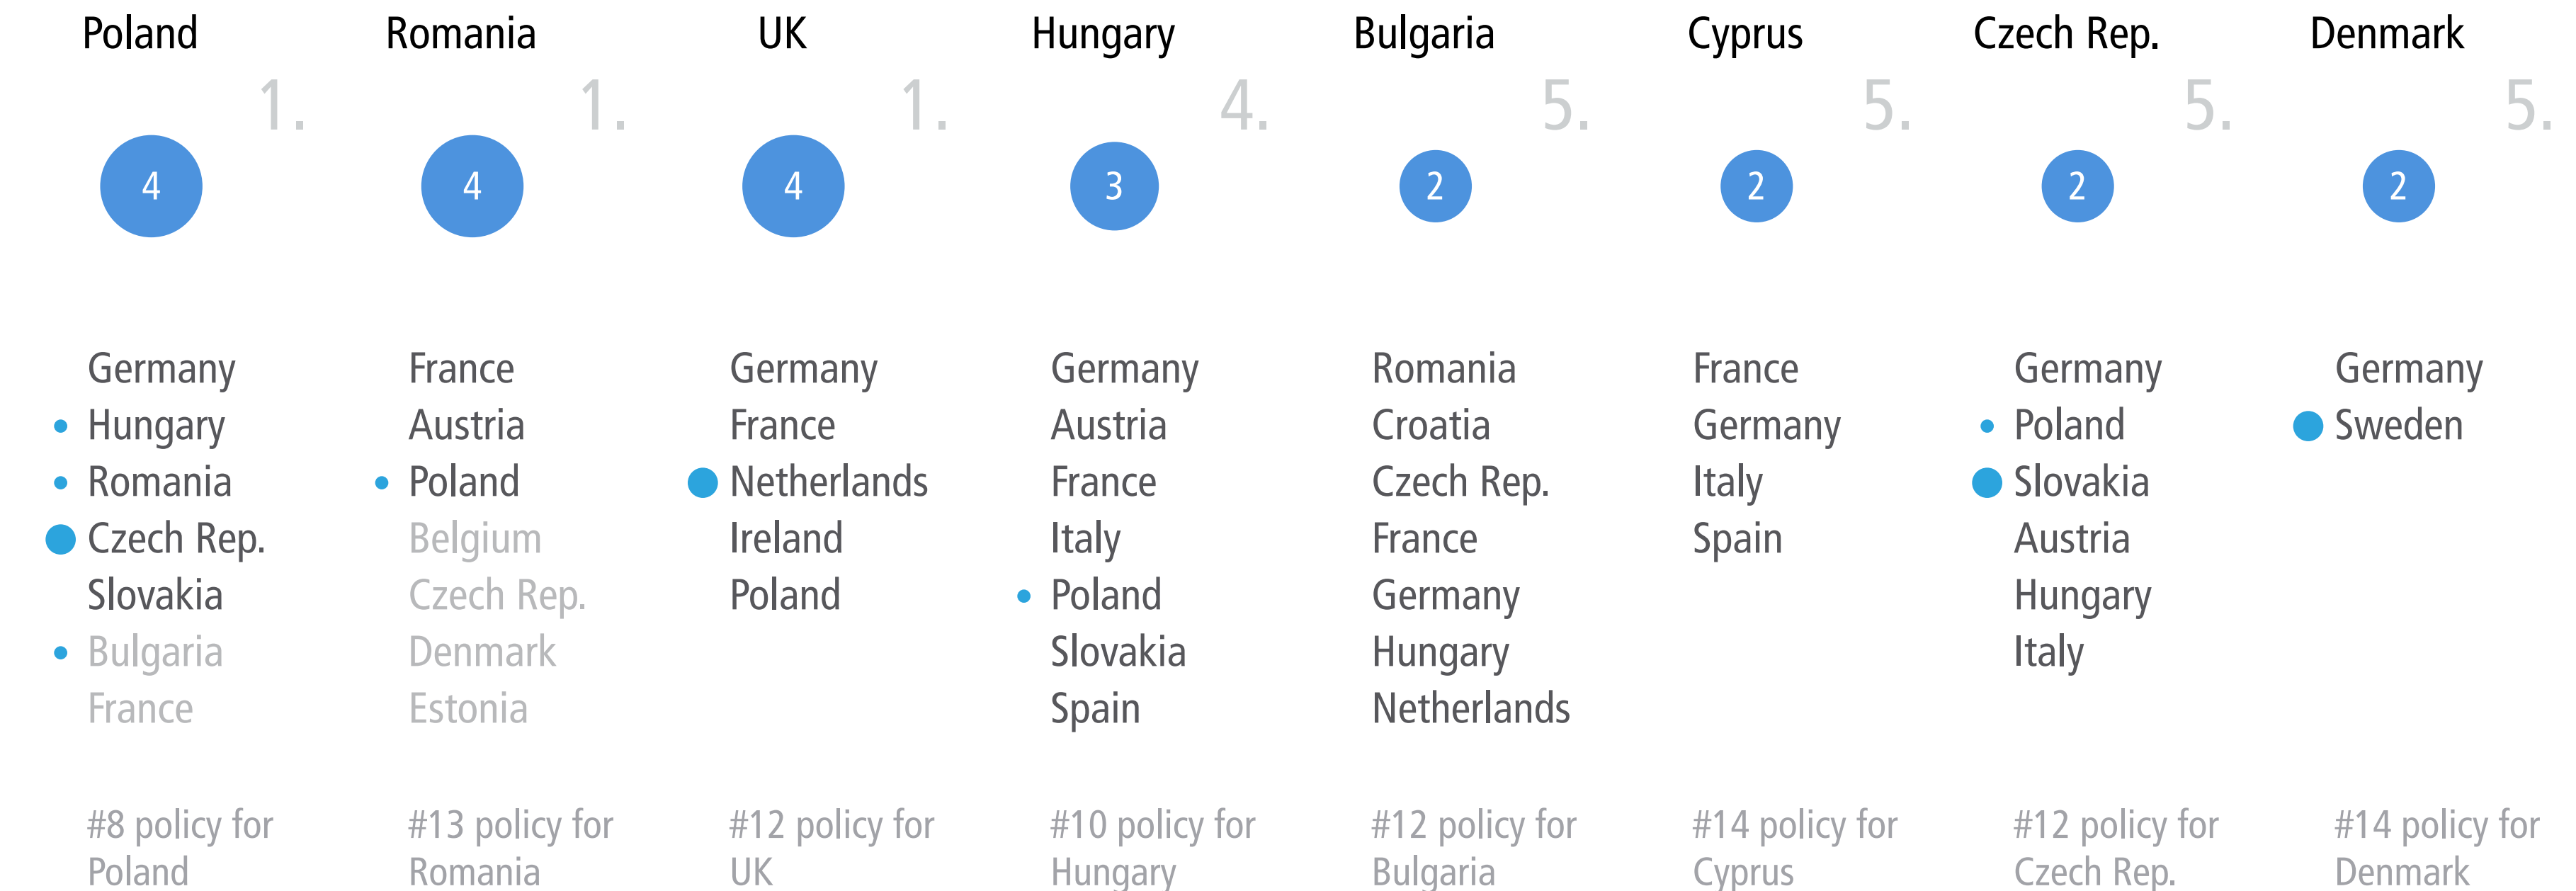 Poland
1.
4
Germany
Hungary
Romania
Czech Rep.
Slovakia
Bulgaria
France
#8 policy for
Poland
Romania
1.
4
France
Austria
Poland
Belgium
Czech Rep.
Denmark
Estonia
#13 policy for
Romania
UK
1.
4
Germany
France
Netherlands
Ireland
Poland
#12 policy for
UK
Hungary
4.
3
Germany
Austria
France
Italy
Poland
Slovakia
Spain
#10 policy for
Hungary
Bulgaria
5.
2
Romania
Croatia
Czech Rep.
France
Germany
Hungary
Netherlands
#12 policy for
Bulgaria
Cyprus
5.
2
France
Germany
Italy
Spain
#14 policy for
Cyprus
Czech Rep.
5.
2
Germany
Poland
Slovakia
Austria
Hungary
Italy
#12 policy for
Czech Rep.
Denmark
5.
2
Germany
Sweden
#14 policy for
Denmark